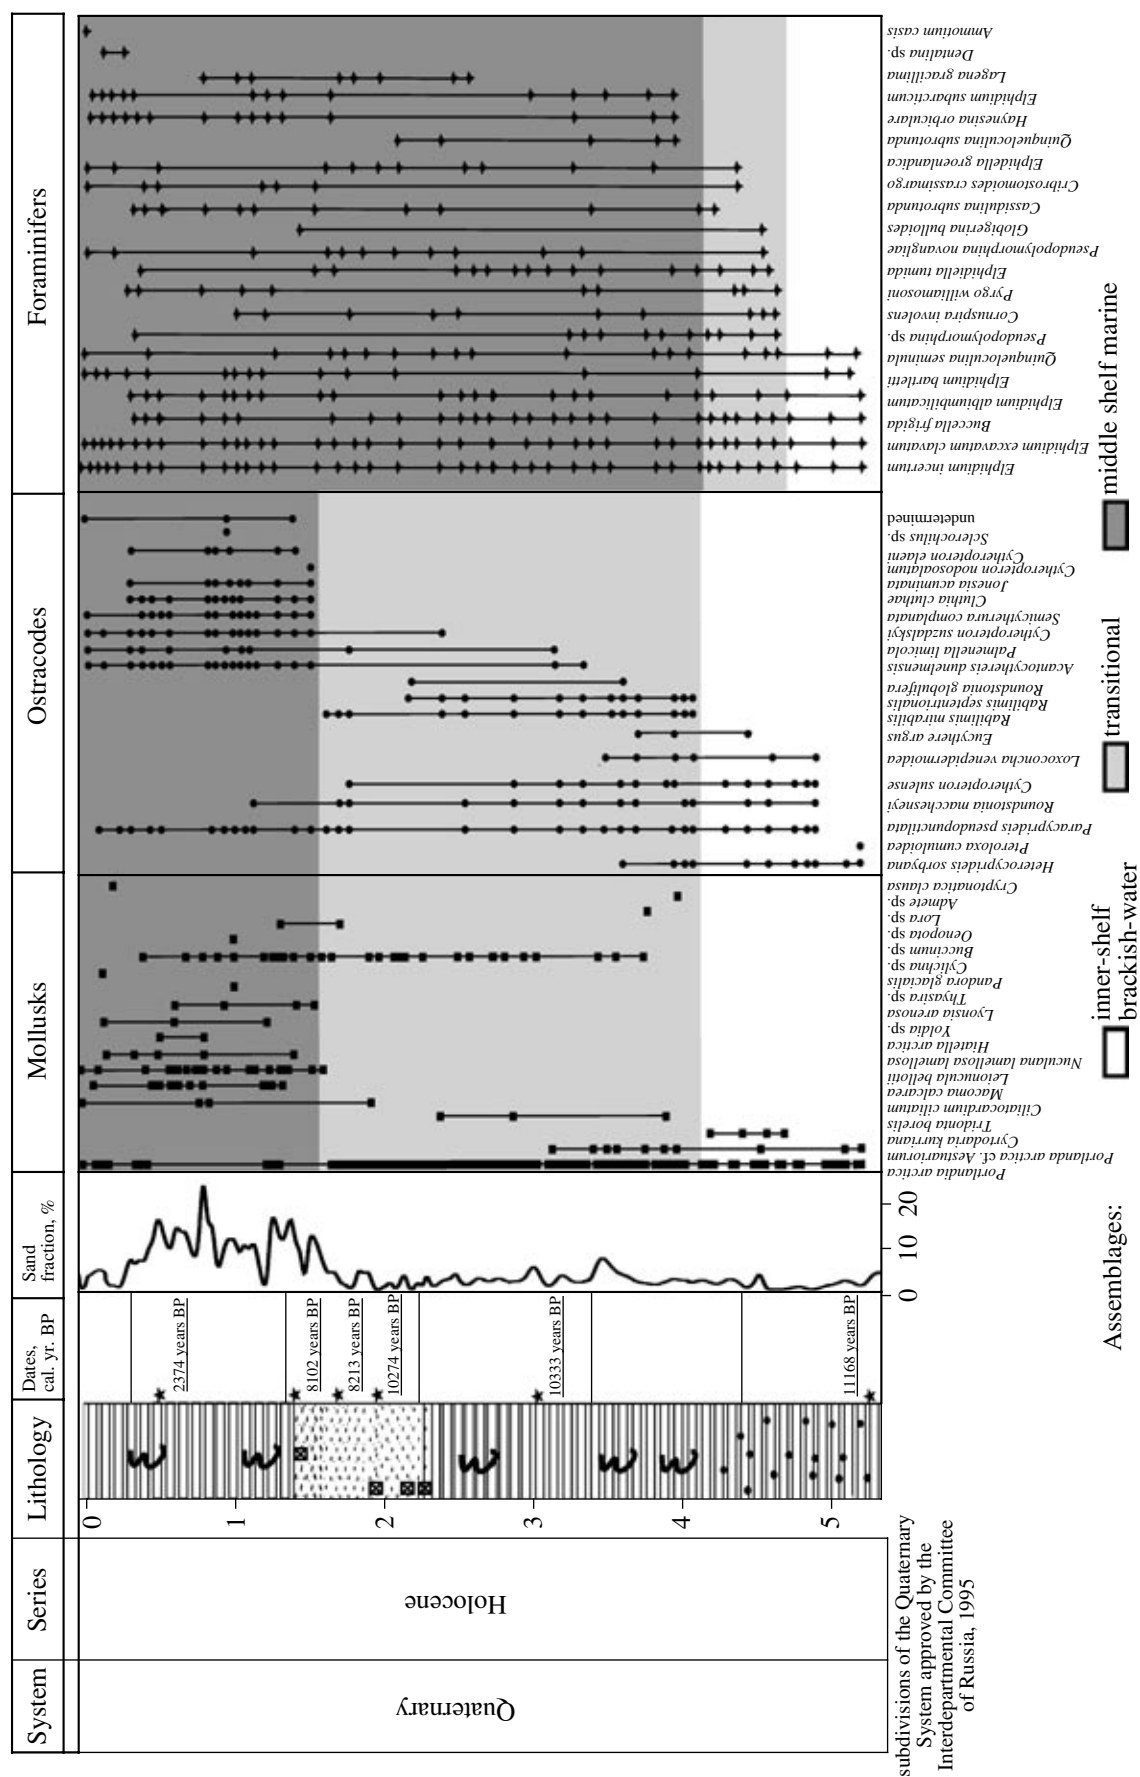 System
Series
Lithology
Dates,
cal. yr. BP
Sand
fraction, %
Mollusks
Ostracodes
Foraminifers
Quaternary
Holocene
0
1
2
3
4
5
2374 years BP
8102 years BP
8213 years BP
10274 years BP
10333 years BP
11168 years BP
0
10
20
Portlandia arctica
Portlanda arctica cf. Aestuariorum
Cyrtodaria kurriana
Tridonta borelis
Ciliatocardium ciliatum
Macoma calcarea
Leionucula bellotii
Nuculana lamellosa lamellosa
Hiatella arctica
Yoldia sp.
Lyonsia arenosa
Thyasira sp.
Pandora glacialis
Cylichna sp.
Buccinum sp.
Oenopota sp.
Lora sp.
Admete sp.
Cryptonatica clausa
Heterocyprideis sorbyana
Pteroloxa cumuloidea
Paracyprideis pseudopunctilata
Roundstonia macchesneyi
Cytheropteron sulense
Loxoconcha venepidermoidea
Eucythere argus
Rabilimis mirabilis
Rabilimis septentrionalis
Roundstonia globulifera
Acantocythereis dunelmensis
Palmenella limicola
Cytheropteron suzdalskyi
Semicytherura complanata
Cluthia cluthae
Jonesia acuminata
Cytheropteron nodosoalatum
Cytheropteron elaeni
Sclerochilus sp.
undetermined
Elphidium incertum
Elphidium excavatum clavatum
Buccella frigida
Elphidium albiumbilicatum
Elphidium bartletti
Quinqueloculina seminula
Pseudopolymorphina sp.
Cornuspira involens
Pyrgo williamosoni
Elphidiella tumida
Pseudopolymorphina novangliae
Globigerina bulloides
Cassidulina subrotunda
Cribrostomoides crassimargo
Elphidella groenlandica
Quinqueloculina subrotunda
Haynesina orbiculare
Elphidium subarcticum
Lagena gracillima
Dentalina sp.
Ammotium casis
subdivisions of the Quaternary
System approved by the
Interdepartmental Committee
of Russia, 1995
Assemblages:
inner-shelf
brackish-water
transitional
middle shelf marine